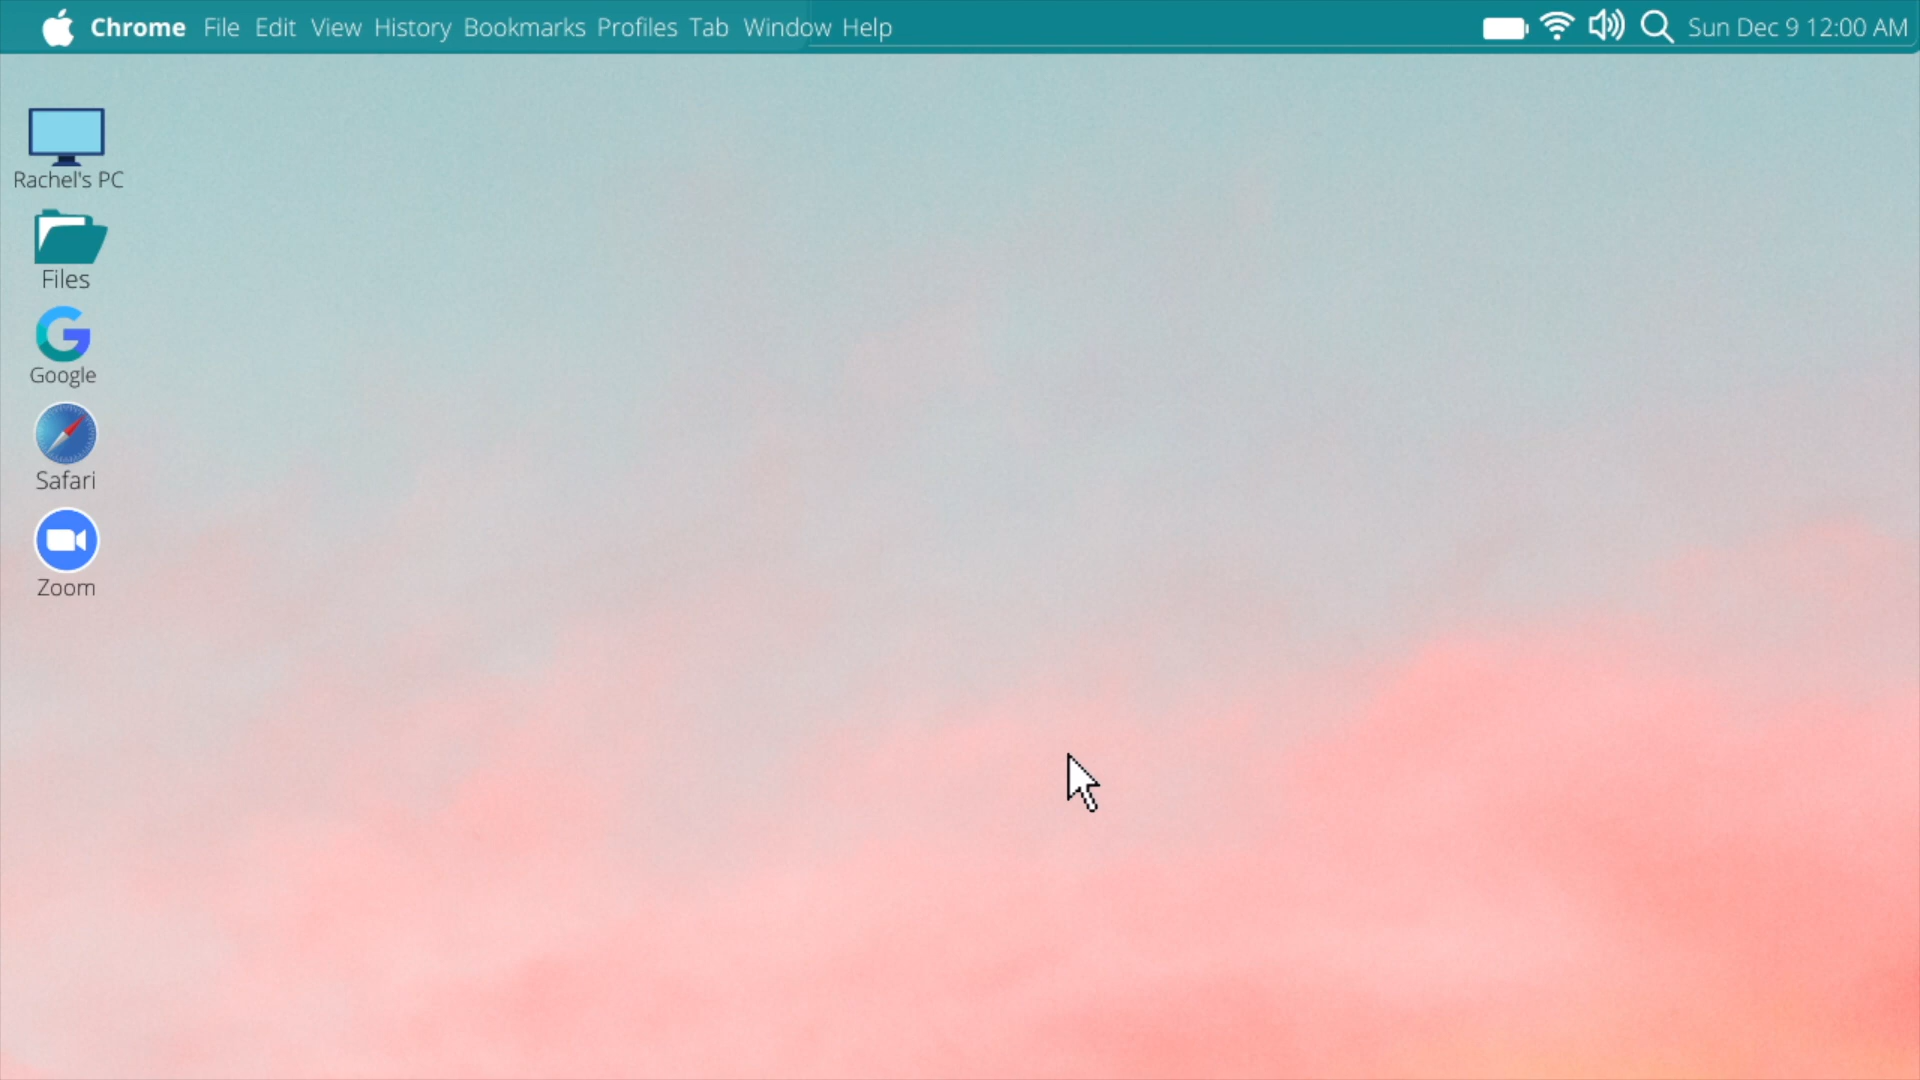 Chrome File Edit View History Bookmarks Profiles Tab Window Help Sun Dec 9 12:00 AM
Rachel's PC
Files
Google
Safari
Zoom